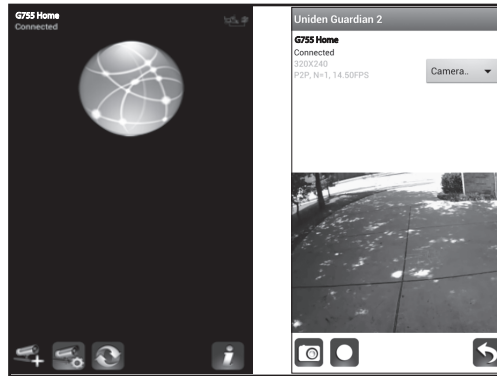 G755 Home
Connected
Uniden Guardian 2
G755 Home
Connected
320X240
P2P, N=1, 14.50FPS
Camera..